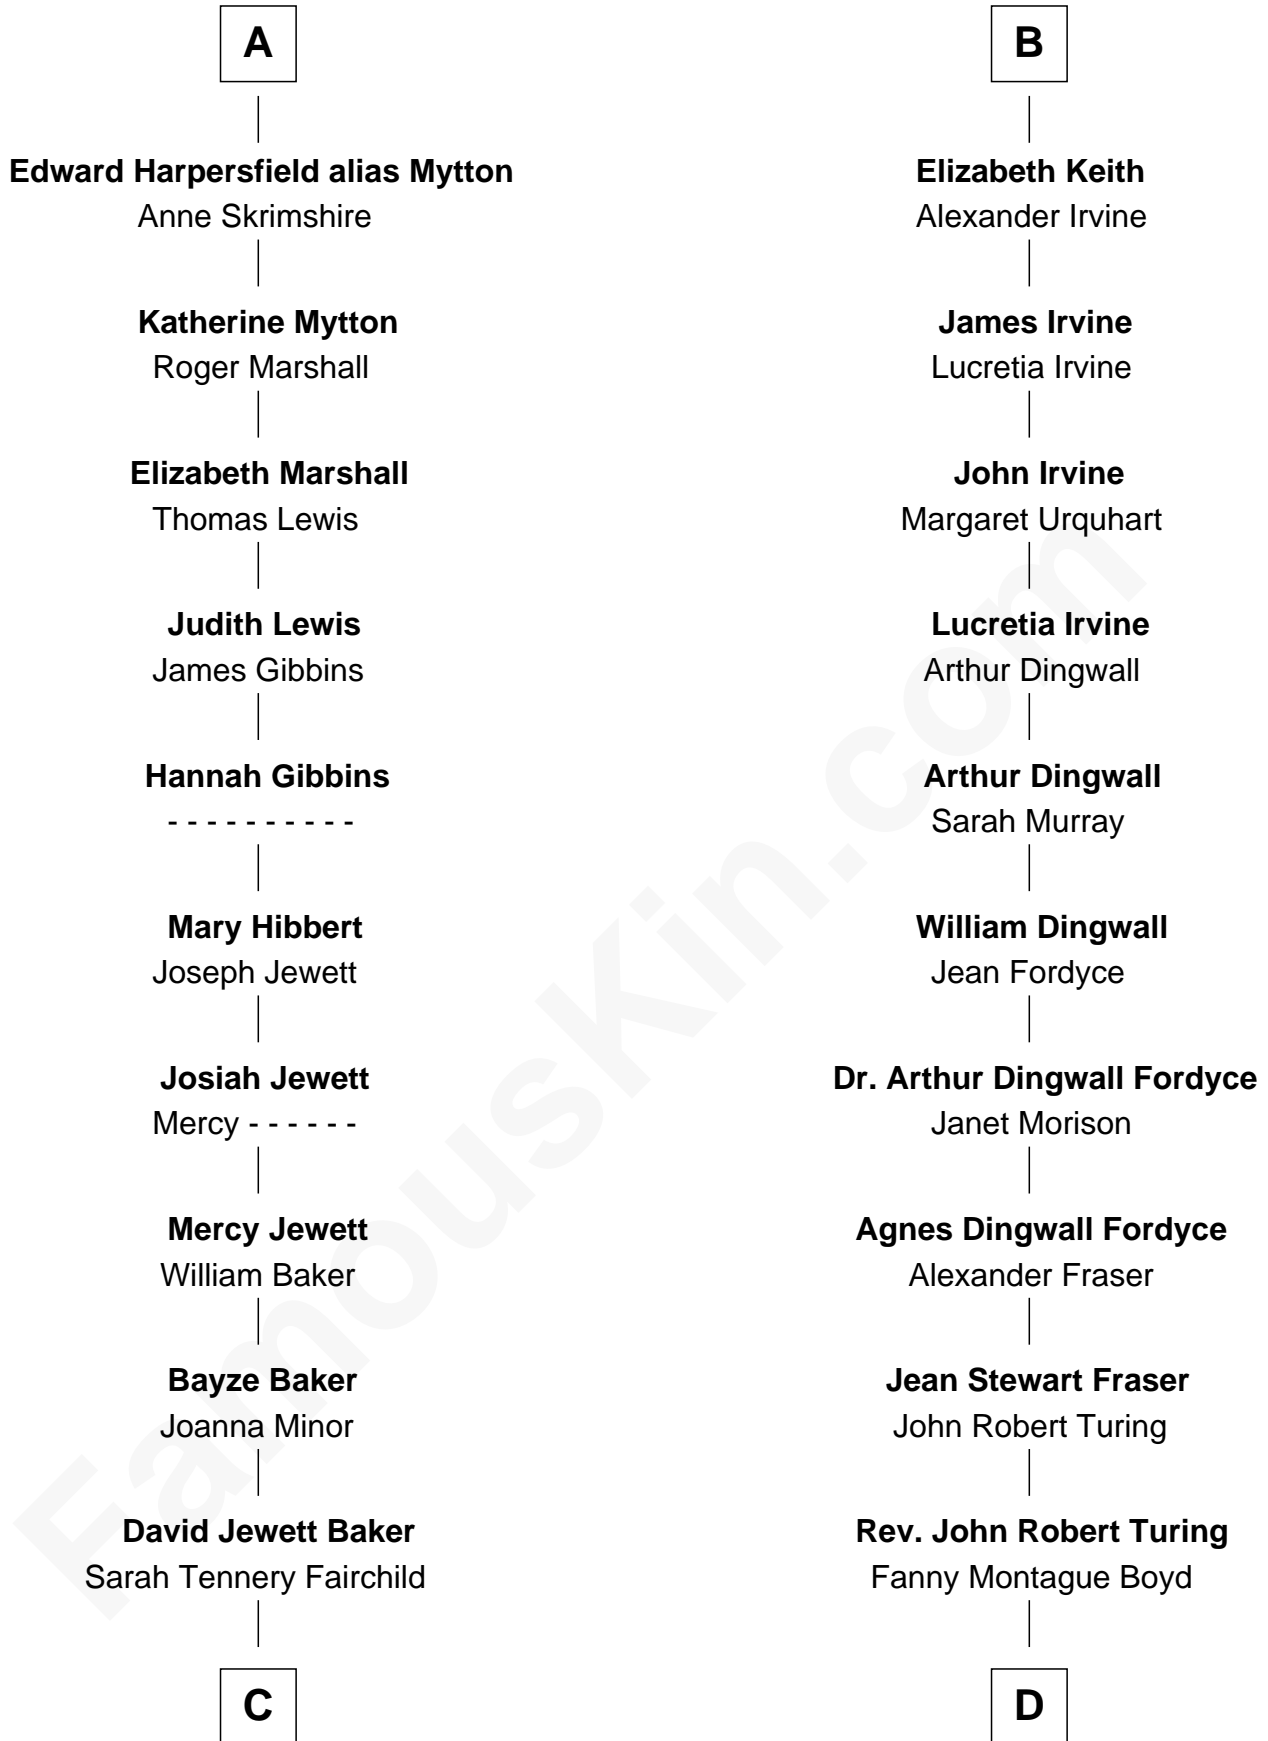 A
Edward Harpersfield alias Mytton
Anne Skrimshire
Katherine Mytton
Roger Marshall
Elizabeth Marshall
Thomas Lewis
Judith Lewis
James Gibbins
Hannah Gibbins
- - - - - - - - - -
Mary Hibbert
Joseph Jewett
Josiah Jewett
Mercy - - - - - -
Mercy Jewett
William Baker
Bayze Baker
Joanna Minor
David Jewett Baker
Sarah Tennery Fairchild
C
B
Elizabeth Keith
Alexander Irvine
James Irvine
Lucretia Irvine
John Irvine
Margaret Urquhart
Lucretia Irvine
Arthur Dingwall
Arthur Dingwall
Sarah Murray
William Dingwall
Jean Fordyce
Dr. Arthur Dingwall Fordyce
Janet Morison
Agnes Dingwall Fordyce
Alexander Fraser
Jean Stewart Fraser
John Robert Turing
Rev. John Robert Turing
Fanny Montague Boyd
D
FamousKin.com